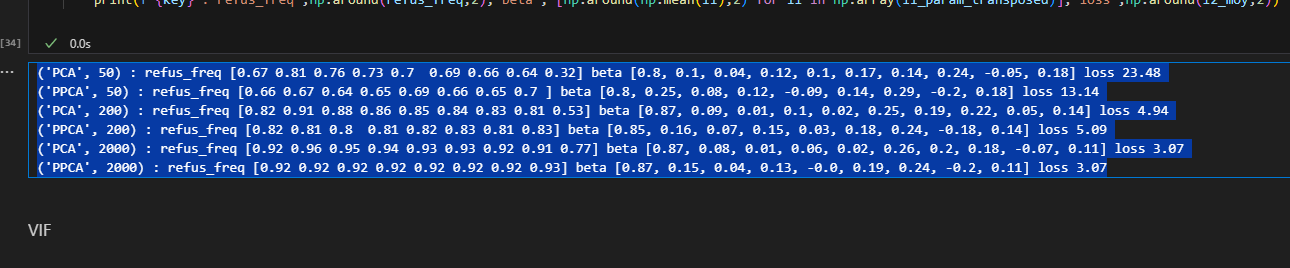 print(f"{key} : refus_freq",np.around(refus_freq,2), beta , [np.around(np.mean(li),2) for li in np.array(li_param_transposed)], loss ,np.around(l2_moy,2))
[34] ✓ 0.0s
... ('PCA', 50) : refus_freq [0.67 0.81 0.76 0.73 0.7  0.69 0.66 0.64 0.32] beta [0.8, 0.1, 0.04, 0.12, 0.1, 0.17, 0.14, 0.24, -0.05, 0.18] loss 23.48
('PPCA', 50) : refus_freq [0.66 0.67 0.64 0.65 0.69 0.66 0.65 0.7 ] beta [0.8, 0.25, 0.08, 0.12, -0.09, 0.14, 0.29, -0.2, 0.18] loss 13.14
('PCA', 200) : refus_freq [0.82 0.91 0.88 0.86 0.85 0.84 0.83 0.81 0.53] beta [0.87, 0.09, 0.01, 0.1, 0.02, 0.25, 0.19, 0.22, 0.05, 0.14] loss 4.94
('PPCA', 200) : refus_freq [0.82 0.81 0.8  0.81 0.82 0.83 0.81 0.83] beta [0.85, 0.16, 0.07, 0.15, 0.03, 0.18, 0.24, -0.18, 0.14] loss 5.09
('PCA', 2000) : refus_freq [0.92 0.96 0.95 0.94 0.93 0.93 0.92 0.91 0.77] beta [0.87, 0.08, 0.01, 0.06, 0.02, 0.26, 0.2, 0.18, -0.07, 0.11] loss 3.07
('PPCA', 2000) : refus_freq [0.92 0.92 0.92 0.92 0.92 0.92 0.92 0.93] beta [0.87, 0.15, 0.04, 0.13, -0.0, 0.19, 0.24, -0.2, 0.11] loss 3.07
VIF